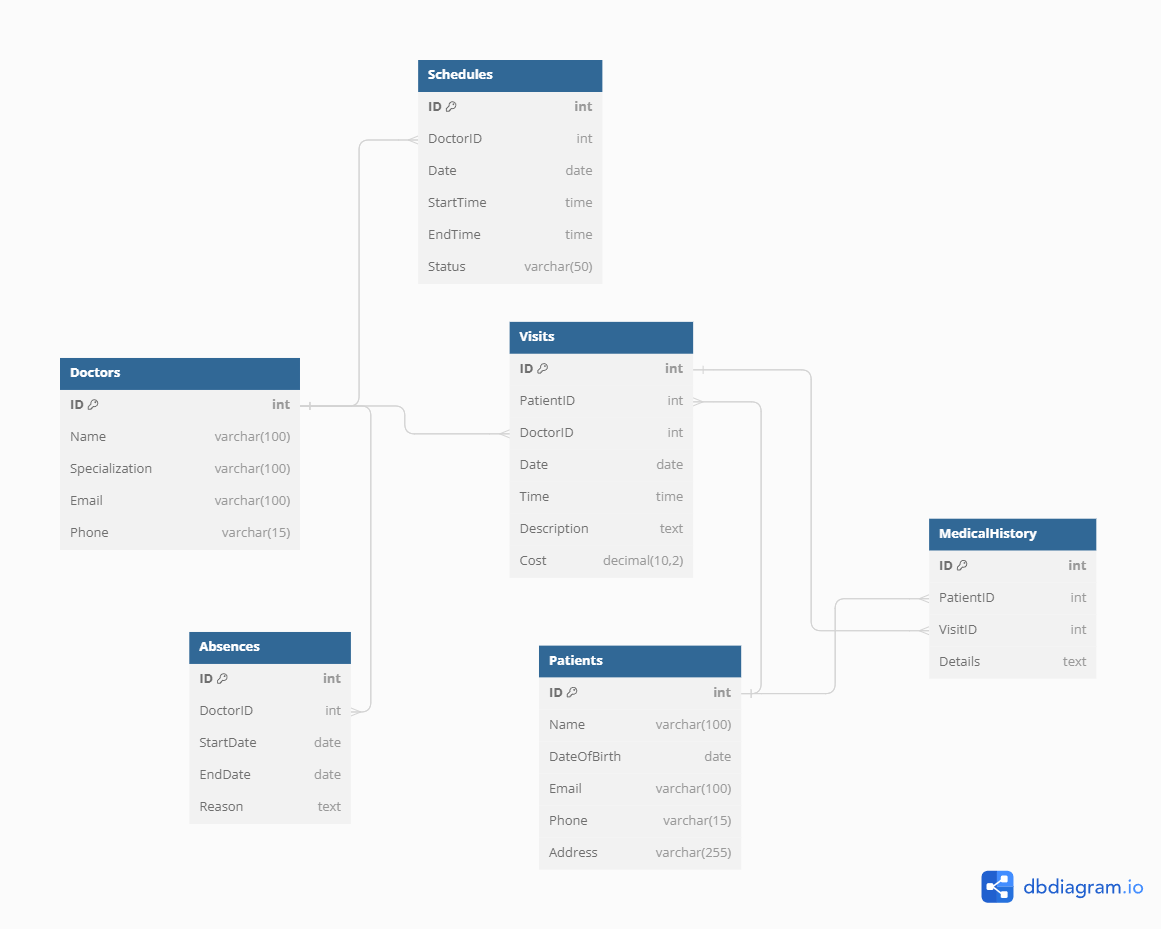 Schedules
ID int
DoctorID int
Date date
StartTime time
EndTime time
Status varchar(50)
Visits
ID int
PatientID int
DoctorID int
Date date
Time time
Description text
Cost decimal(10,2)
Doctors
ID int
Name varchar(100)
Specialization varchar(100)
Email varchar(100)
Phone varchar(15)
MedicalHistory
ID int
PatientID int
VisitID int
Details text
Absences
ID int
DoctorID int
StartDate date
EndDate date
Reason text
Patients
ID int
Name varchar(100)
DateOfBirth date
Email varchar(100)
Phone varchar(15)
Address varchar(255)
dbdiagram.io